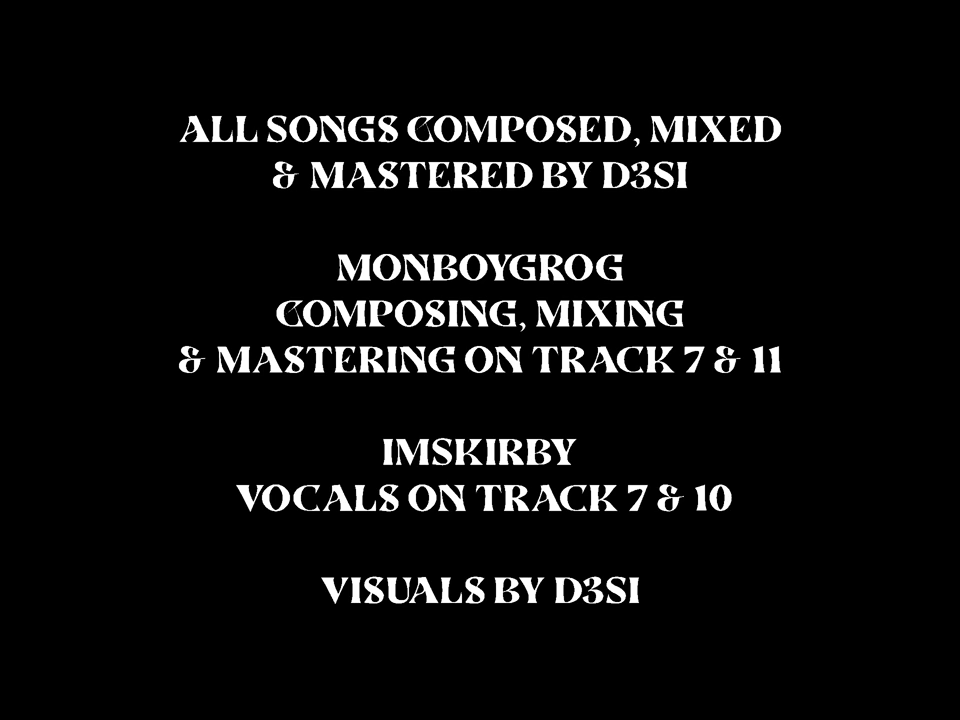 ALL SONGS COMPOSED, MIXED
& MASTERED BY D3SI
MONBOYGROG
COMPOSING, MIXING
& MASTERING ON TRACK 7 & 11
IMSKIRBY
VOCALS ON TRACK 7 & 10
VISUALS BY D3SI